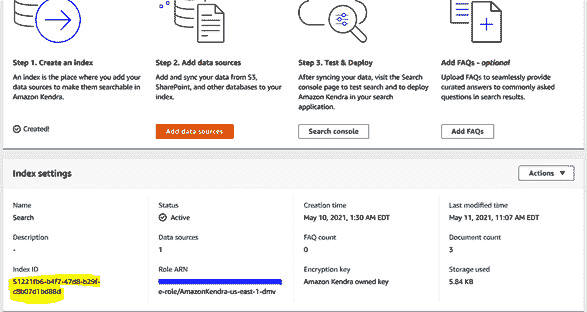 Step 1. Create an index
An index is the place where you add your
data sources to make them searchable in
Amazon Kendra.
Created!
Step 2. Add data sources
Add and sync your data from S3,
SharePoint, and other databases to your
index.
Add data sources
Step 3. Test & Deploy
After syncing your data, visit the Search
console page to test search and to deploy
Amazon Kendra in your search
application.
Search console
Add FAQs - optional
Upload FAQs to seamlessly provide
curated answers to commonly asked
questions in search results.
Add FAQs
Index settings
Actions
Name
Search
Status
Active
Creation time
May 10, 2021, 1:30 AM EDT
Last modified time
May 11, 2021, 11:07 AM EDT
Description
-
Data sources
1
FAQ count
0
Document count
3
Index ID
51221fb6-b4f7-47d8-b29f-
c8b07d1bd88d
Role ARN
e-role/AmazonKendra-us-east-1-dmv
Encryption key
Amazon Kendra owned key
Storage used
5.84 KB